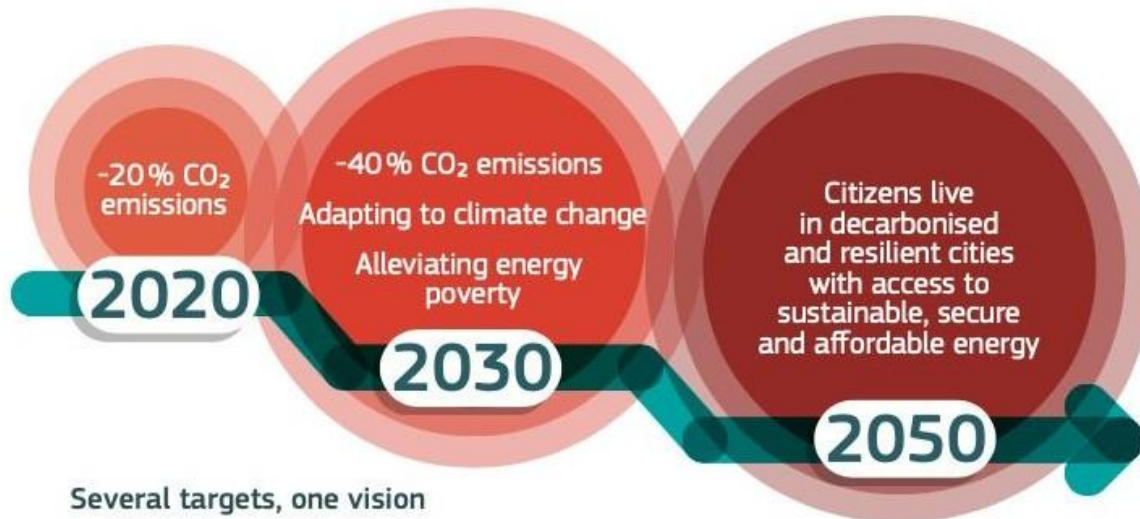 -20% CO₂
emissions
2020
-40% CO₂ emissions
Adapting to climate change
Alleviating energy
poverty
2030
Citizens live
in decarbonised
and resilient cities
with access to
sustainable, secure
and affordable energy
2050
Several targets, one vision